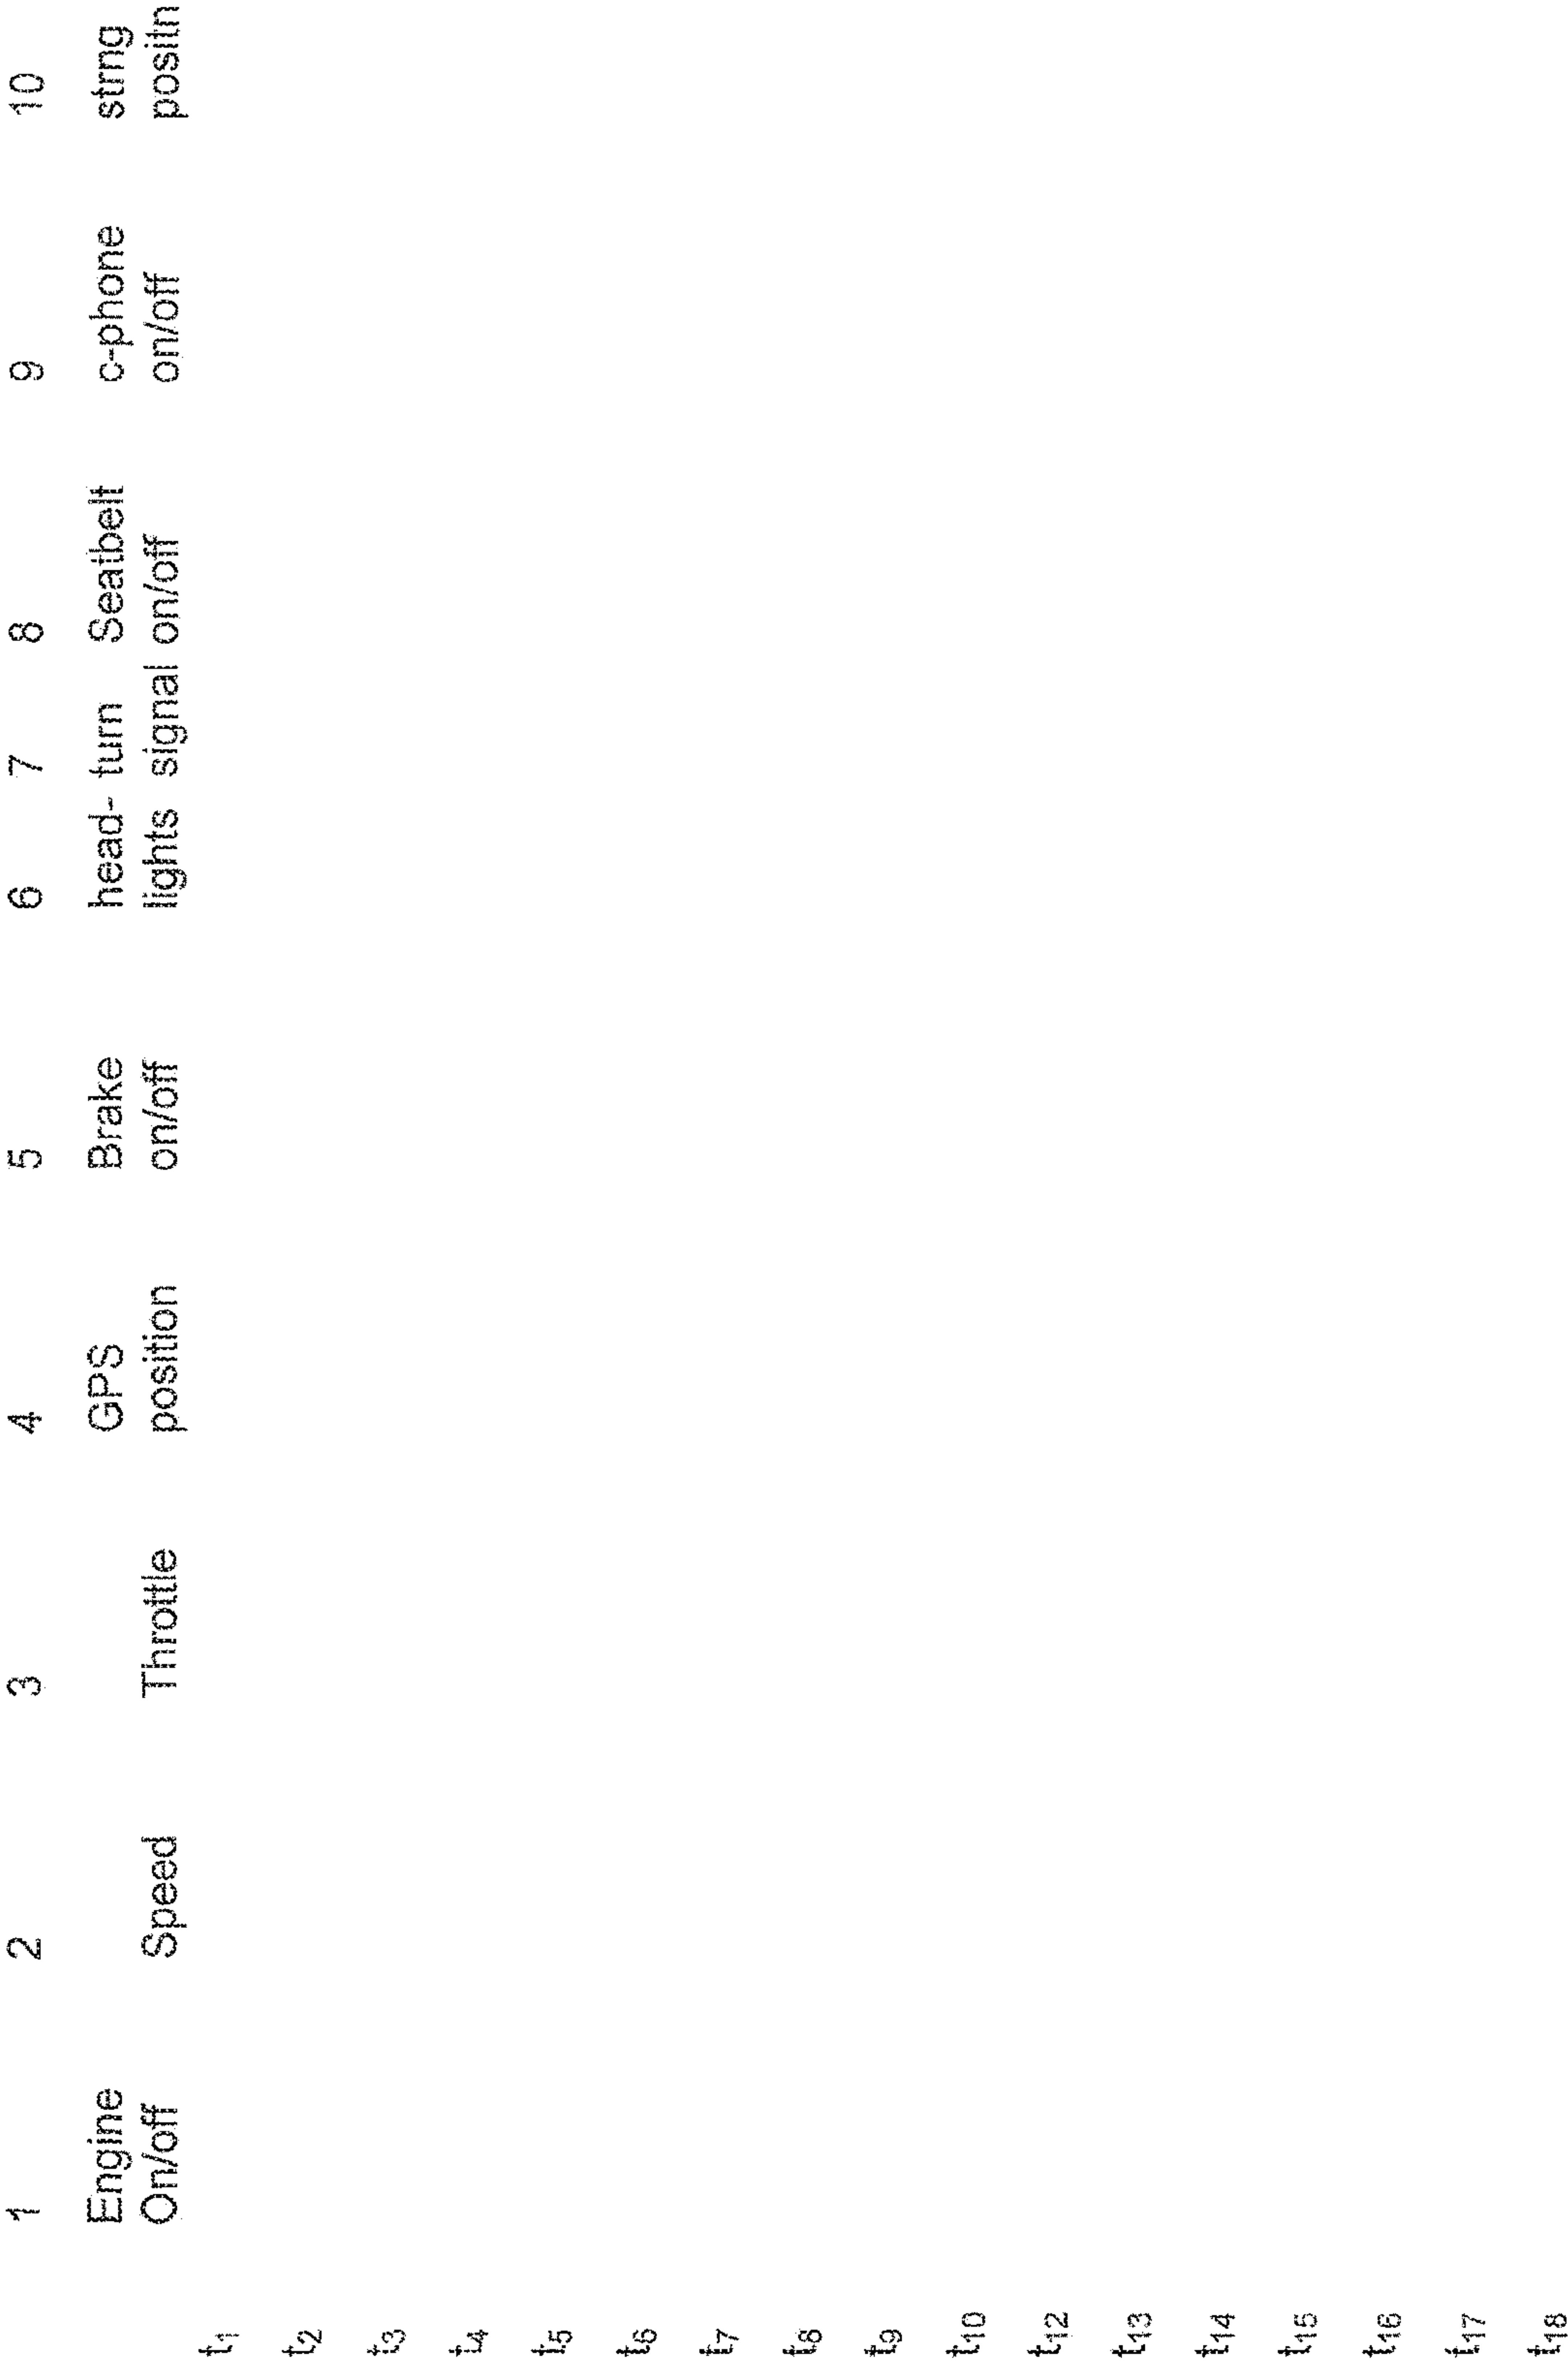 1 2 3 4 5 6 7 8 9 10
Engine GPS Brake head- turn Seatbelt c-phone strng
On/off Speed Throttle position on/off lights signal on/off on/off positn
t1
t2
t3
t4
t5
t6
t7
t8
t9
t10
t12
t13
t14
t15
t16
t17
t18